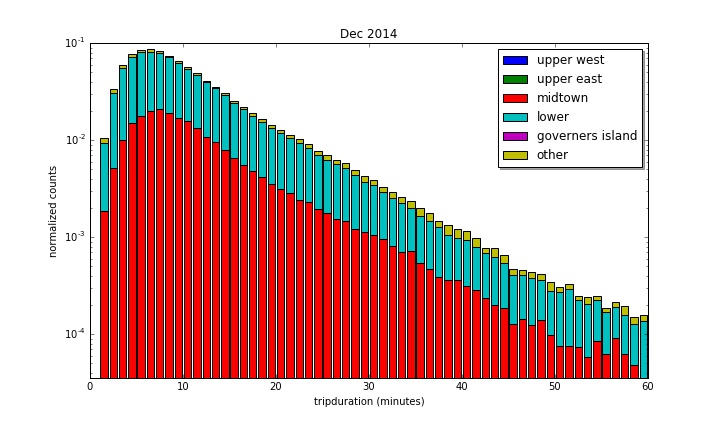 Dec 2014
10⁻¹
10⁻²
10⁻³
10⁻⁴
normalized counts
upper west
upper east
midtown
lower
governers island
other
0 10 20 30 40 50 60
tripduration (minutes)